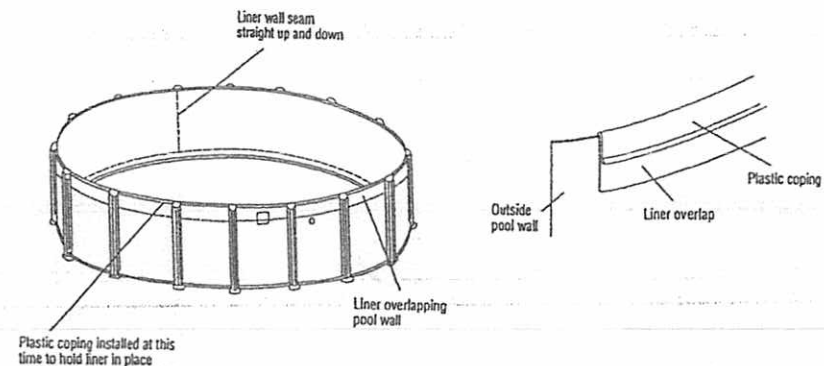 Liner wall seam
straight up and down
Plastic coping
Outside
pool wall
Liner overlap
Liner overlapping
pool wall
Plastic coping installed at this
time to hold liner in place